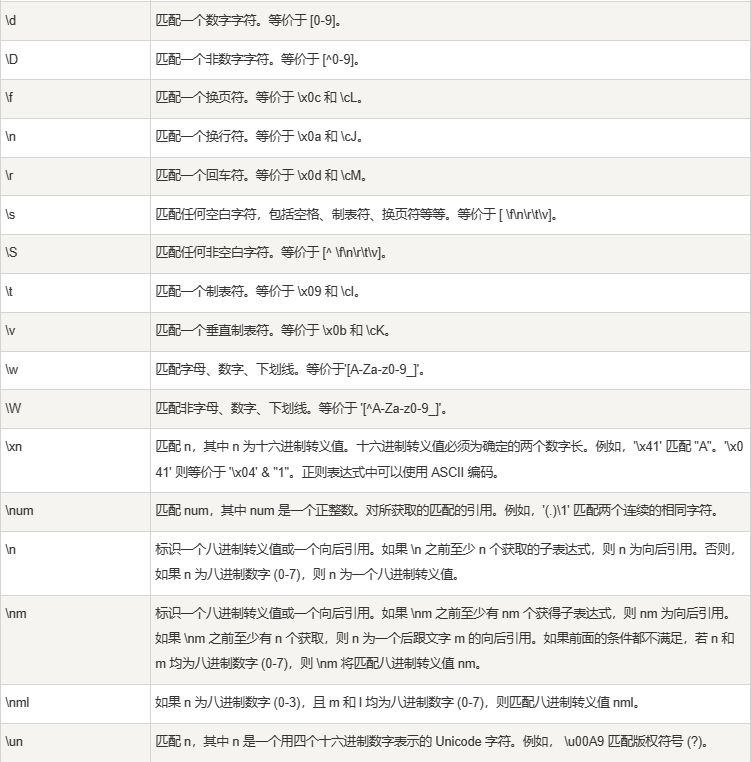 \d 匹配一个数字字符。等价于 [0-9]。
\D 匹配一个非数字字符。等价于 [^0-9]。
\f 匹配一个换页符。等价于 \x0c 和 \cL。
\n 匹配一个换行符。等价于 \x0a 和 \cJ。
\r 匹配一个回车符。等价于 \x0d 和 \cM。
\s 匹配任何空白字符，包括空格、制表符、换页符等等。等价于 [ \f\n\r\t\v]。
\S 匹配任何非空白字符。等价于 [^ \f\n\r\t\v]。
\t 匹配一个制表符。等价于 \x09 和 \cI。
\v 匹配一个垂直制表符。等价于 \x0b 和 \cK。
\w 匹配字母、数字、下划线。等价于'[A-Za-z0-9_]'。
\W 匹配非字母、数字、下划线。等价于 '[^A-Za-z0-9_]'。
\xn 匹配 n，其中 n 为十六进制转义值。十六进制转义值必须为确定的两个数字长。例如，'\x41' 匹配 "A"。'\x0
41' 则等价于 '\x04' & "1"。正则表达式中可以使用 ASCII 编码。
\num 匹配 num，其中 num 是一个正整数。对所获取的匹配的引用。例如，'(.)\1' 匹配两个连续的相同字符。
\n 标识一个八进制转义值或一个向后引用。如果 \n 之前至少 n 个获取的子表达式，则 n 为向后引用。否则，
如果 n 为八进制数字 (0-7)，则 n 为一个八进制转义值。
\nm 标识一个八进制转义值或一个向后引用。如果 \nm 之前至少有 nm 个获得子表达式，则 nm 为向后引用。
如果 \nm 之前至少有 n 个获取，则 n 为一个后跟文字 m 的向后引用。如果前面的条件都不满足，若 n 和
m 均为八进制数字 (0-7)，则 \nm 将匹配八进制转义值 nm。
\nml 如果 n 为八进制数字 (0-3)，且 m 和 l 均为八进制数字 (0-7)，则匹配八进制转义值 nml。
\un 匹配 n，其中 n 是一个用四个十六进制数字表示的 Unicode 字符。例如， \u00A9 匹配版权符号 (?)。